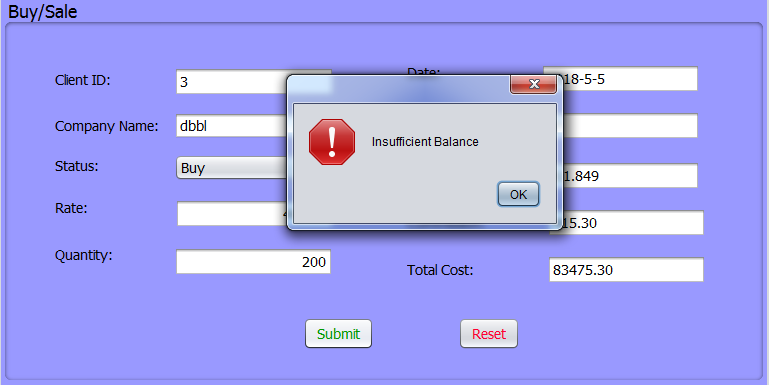 Buy/Sale
Client ID:
3
Date:
18-5-5
Company Name:
dbbl
Insufficient Balance
Status:
Buy
1.849
OK
Rate:
15.30
Quantity:
200
Total Cost:
83475.30
Submit
Reset